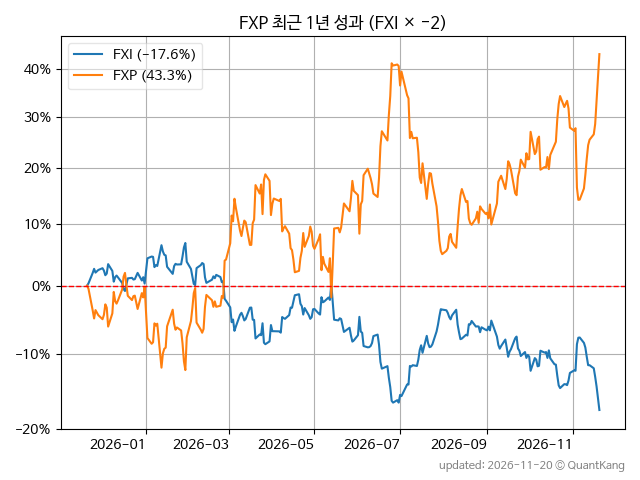 FXP 최근 1년 성과 (FXI × -2)
FXI (-17.6%)
FXP (43.3%)
40%
30%
20%
10%
0%
-10%
-20%
2026-01 2026-03 2026-05 2026-07 2026-09 2026-11
updated: 2026-11-20 © QuantKang